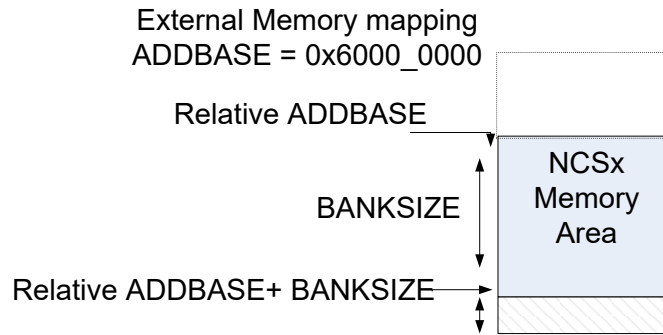 External Memory mapping
ADDBASE = 0x6000_0000
Relative ADDBASE
NCSx
Memory
Area
BANKSIZE
Relative ADDBASE+ BANKSIZE